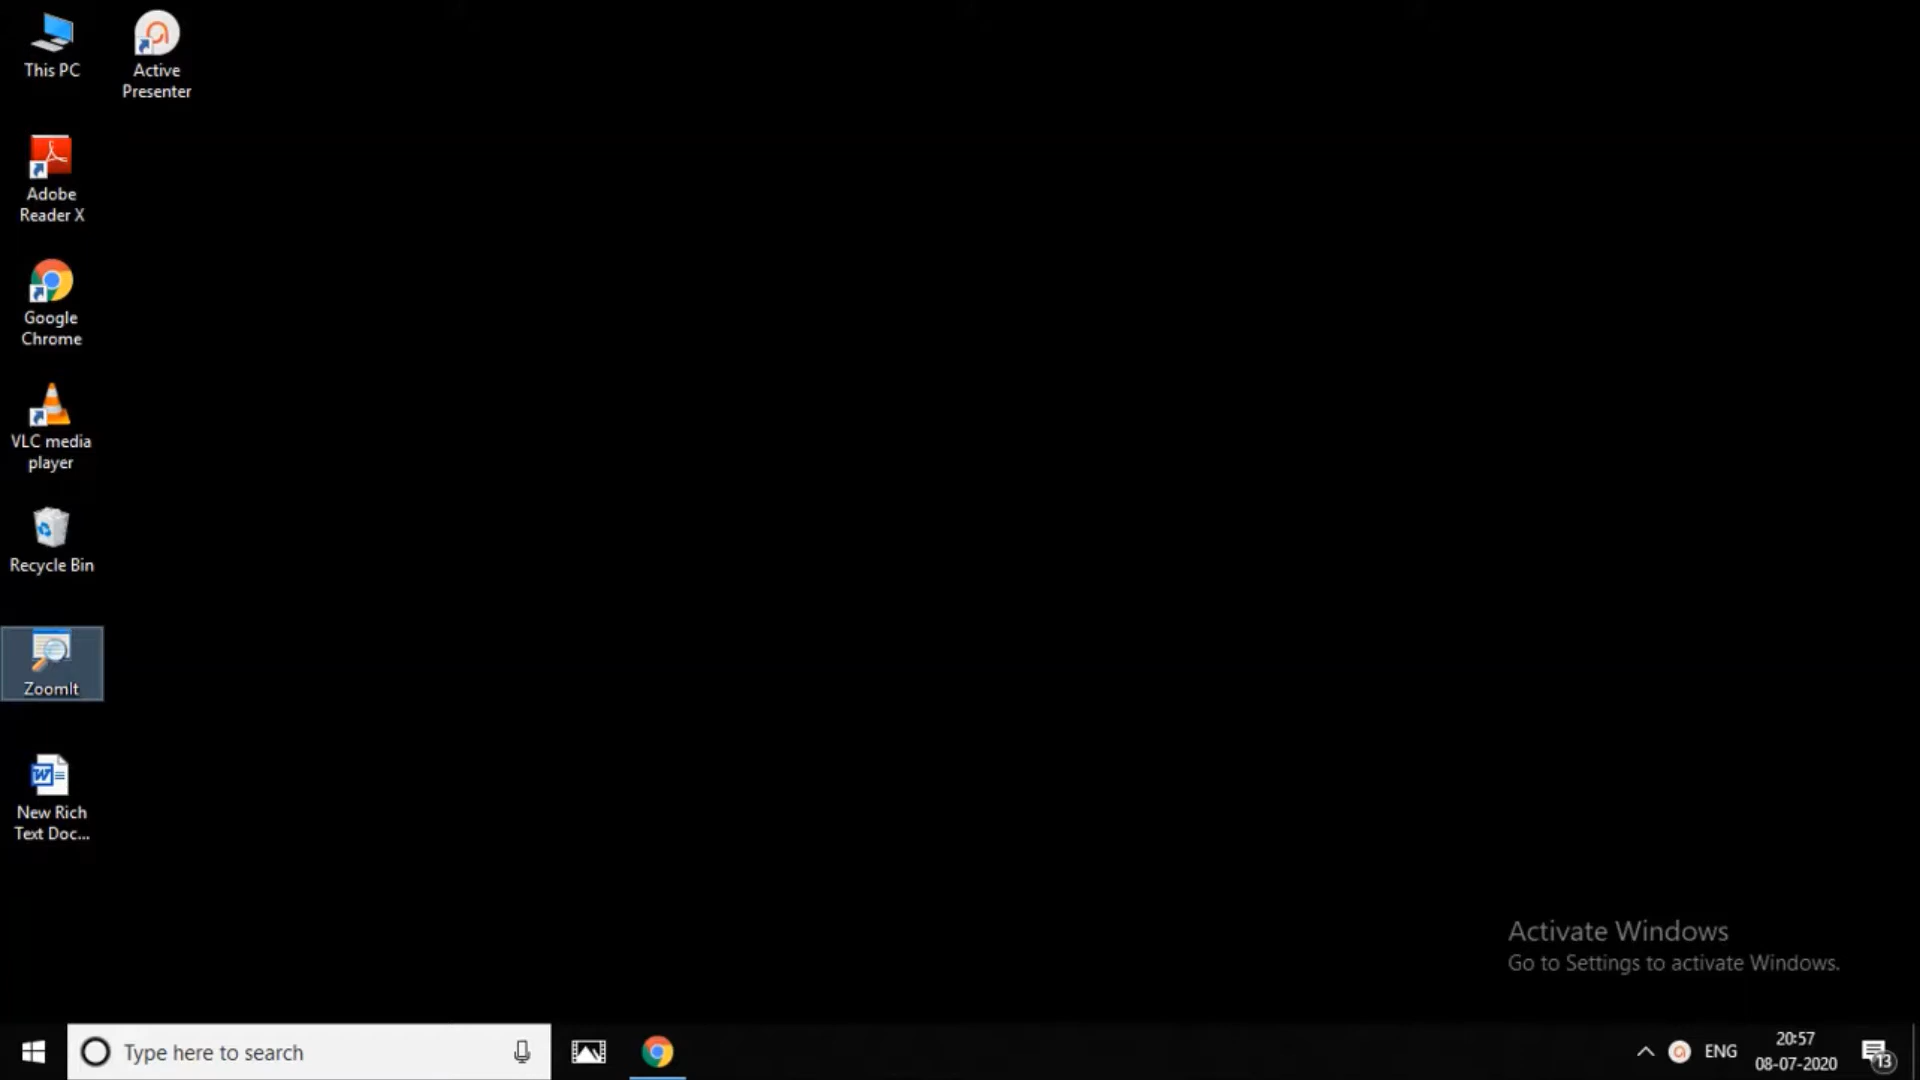 This PC
Active
Presenter
Adobe
Reader X
Google
Chrome
VLC media
player
Recycle Bin
ZoomIt
New Rich
Text Doc...
Activate Windows
Go to Settings to activate Windows.
Type here to search
ENG
20:57
08-07-2020
13